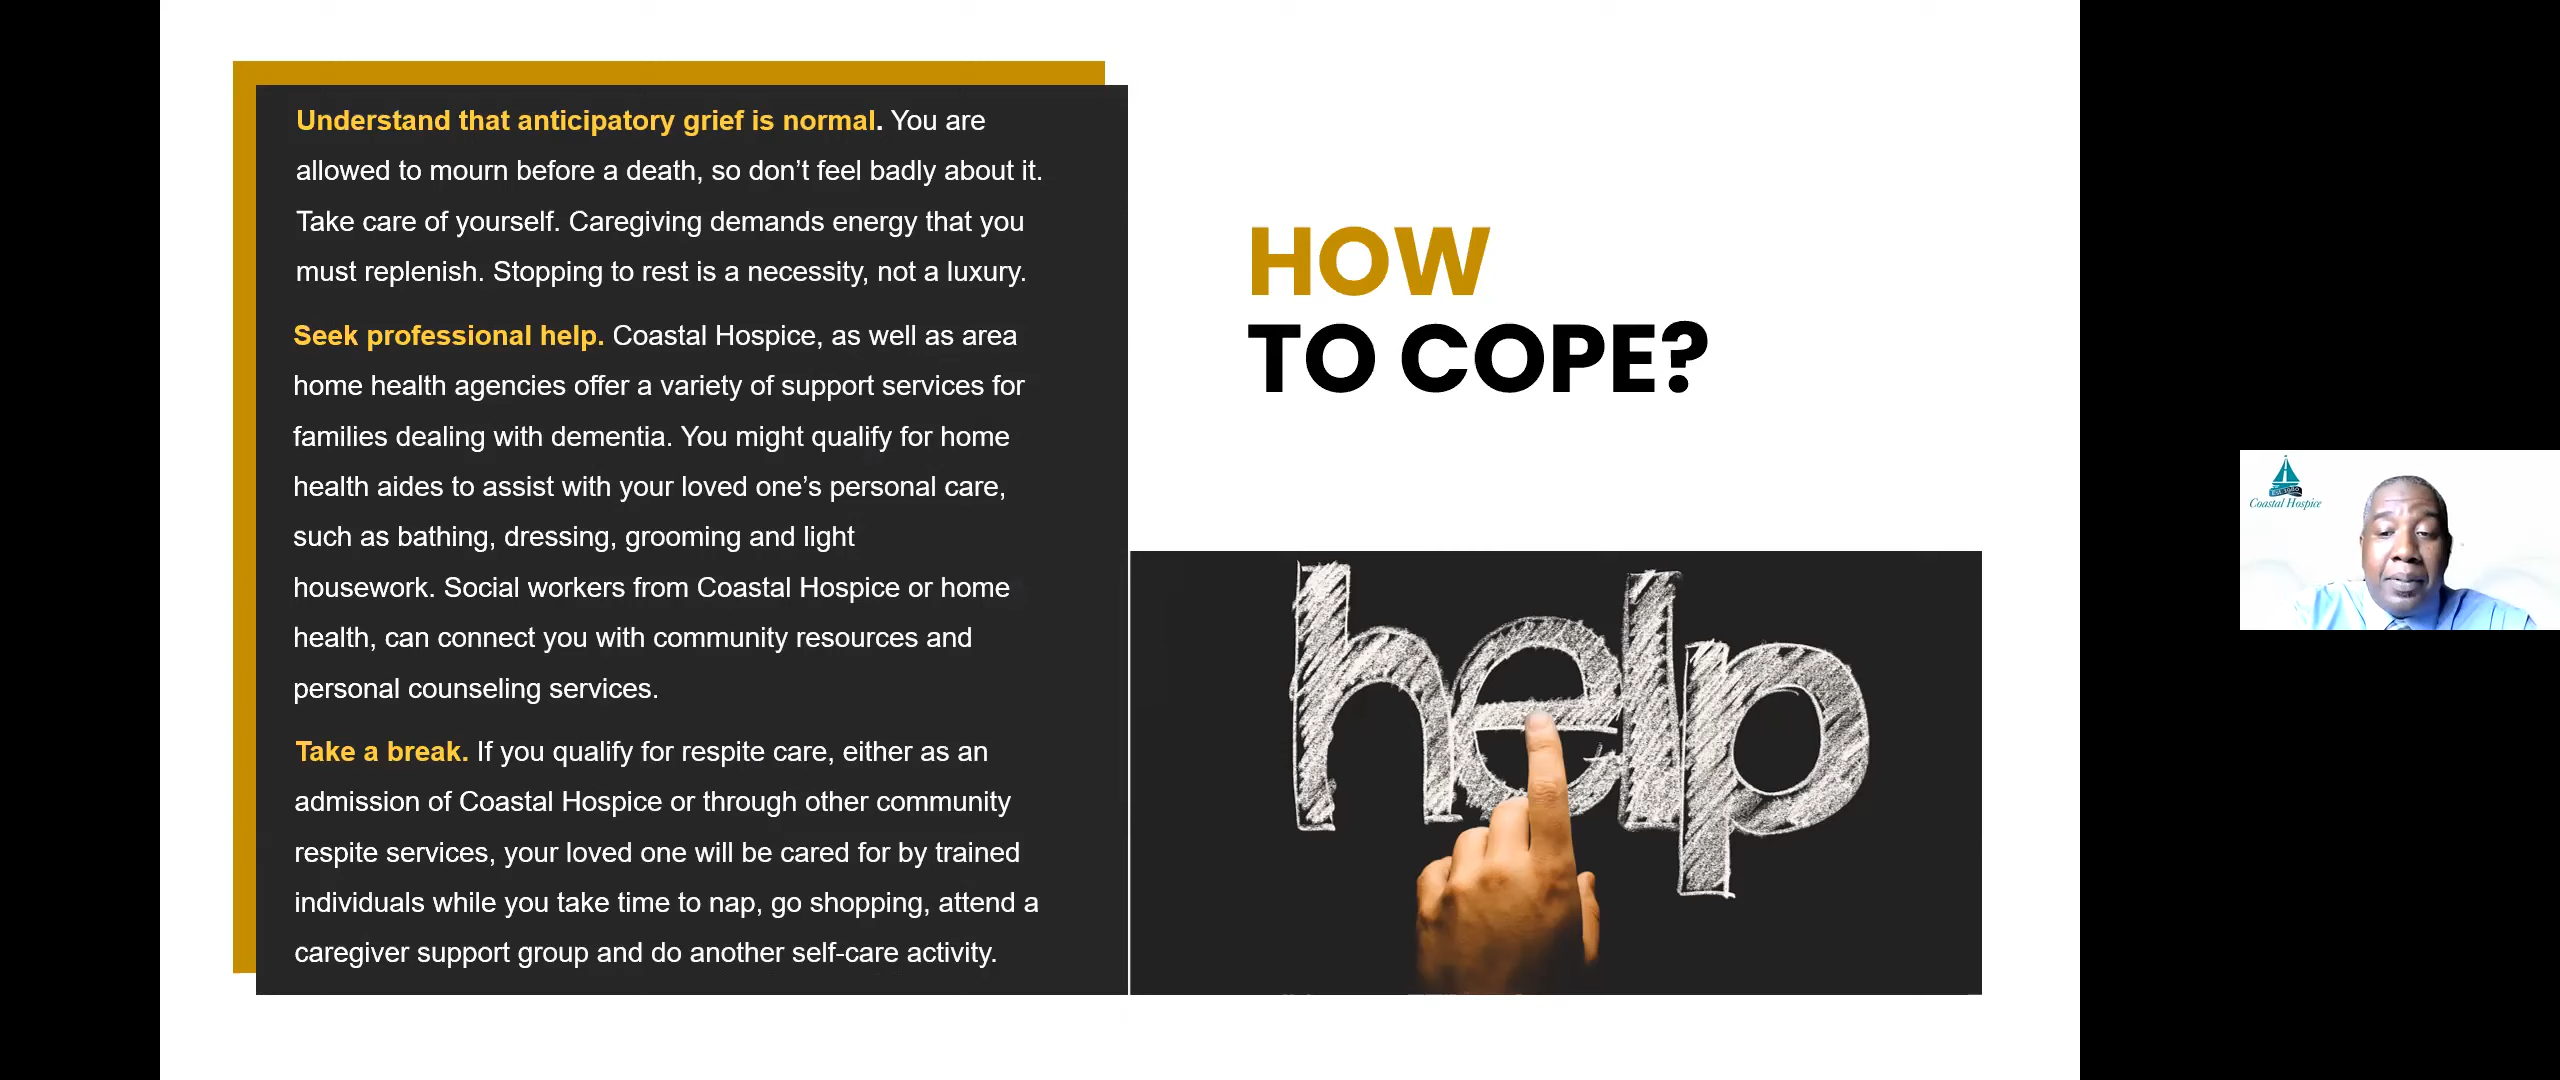 Understand that anticipatory grief is normal. You are
allowed to mourn before a death, so don’t feel badly about it.
Take care of yourself. Caregiving demands energy that you
must replenish. Stopping to rest is a necessity, not a luxury.
Seek professional help. Coastal Hospice, as well as area
home health agencies offer a variety of support services for
families dealing with dementia. You might qualify for home
health aides to assist with your loved one’s personal care,
such as bathing, dressing, grooming and light
housework. Social workers from Coastal Hospice or home
health, can connect you with community resources and
personal counseling services.
Take a break. If you qualify for respite care, either as an
admission of Coastal Hospice or through other community
respite services, your loved one will be cared for by trained
individuals while you take time to nap, go shopping, attend a
caregiver support group and do another self-care activity.
HOW
TO COPE?
help
Est 1980
Coastal Hospice